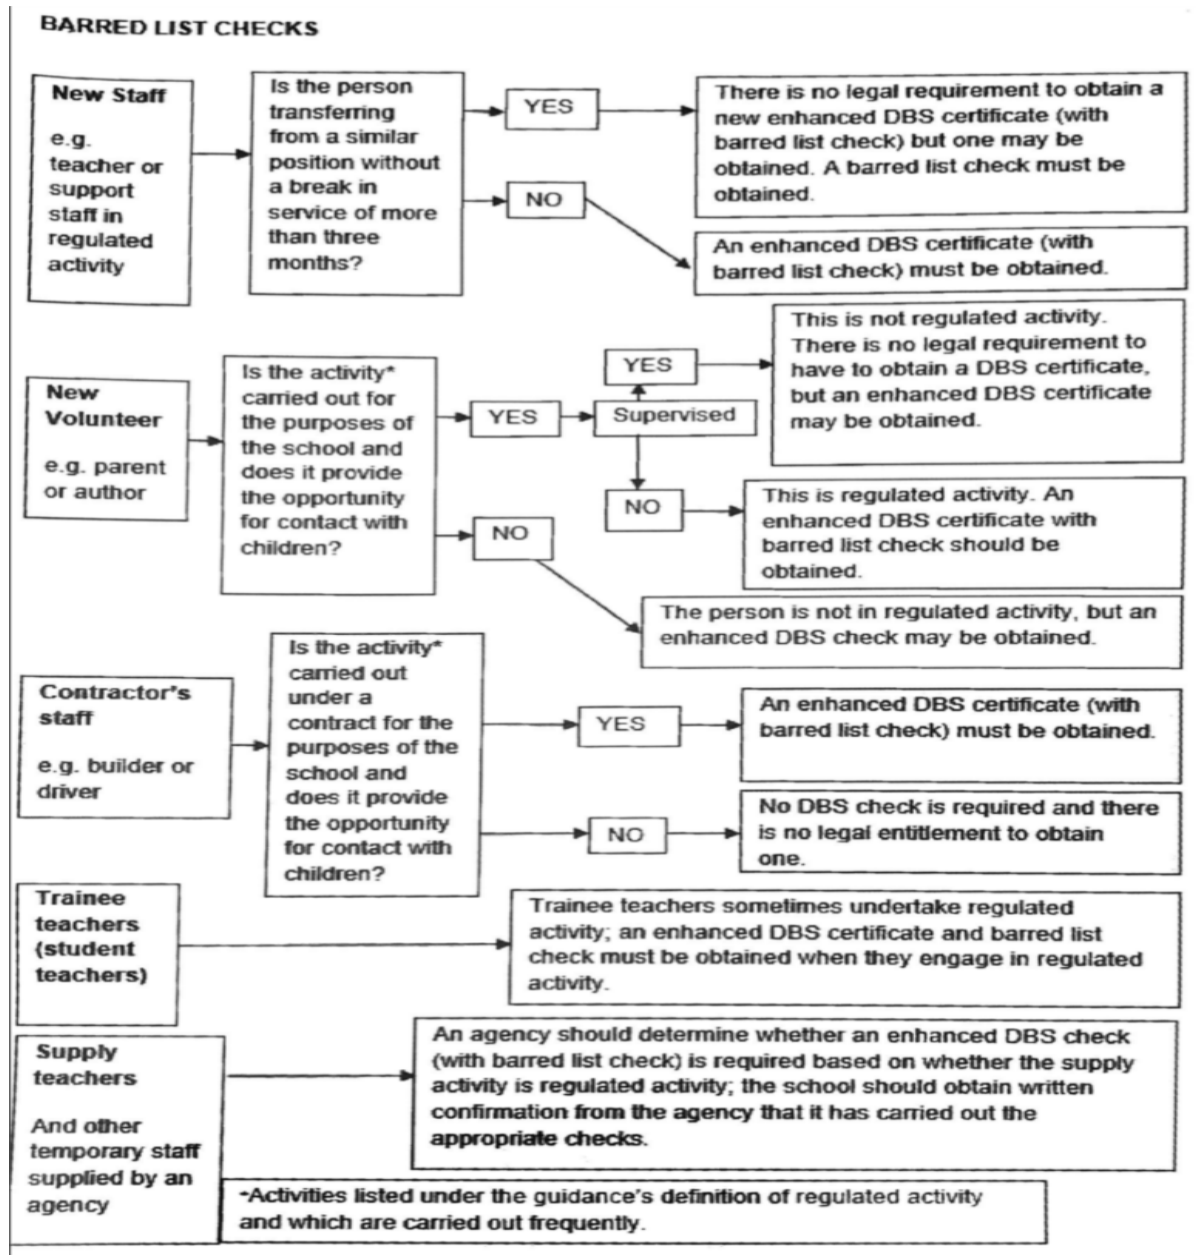 BARRED LIST CHECKS
New Staff
e.g.
teacher or
support
staff in
regulated
activity
Is the person
transferring
from a similar
position without
a break in
service of more
than three
months?
YES
There is no legal requirement to obtain a
new enhanced DBS certificate (with
barred list check) but one may be
obtained. A barred list check must be
obtained.
NO
An enhanced DBS certificate (with
barred list check) must be obtained.
New
Volunteer
e.g. parent
or author
Is the activity*
carried out for
the purposes of
the school and
does it provide
the opportunity
for contact with
children?
YES
Supervised
YES
This is not regulated activity.
There is no legal requirement to
have to obtain a DBS certificate,
but an enhanced DBS certificate
may be obtained.
NO
This is regulated activity. An
enhanced DBS certificate with
barred list check should be
obtained.
NO
The person is not in regulated activity, but an
enhanced DBS check may be obtained.
Contractor's
staff
e.g. builder or
driver
Is the activity*
carried out
under a
contract for the
purposes of the
school and
does it provide
the opportunity
for contact with
children?
YES
An enhanced DBS certificate (with
barred list check) must be obtained.
NO
No DBS check is required and there
is no legal entitlement to obtain
one.
Trainee
teachers
(student
teachers)
Trainee teachers sometimes undertake regulated
activity; an enhanced DBS certificate and barred list
check must be obtained when they engage in regulated
activity.
Supply
teachers
And other
temporary staff
supplied by an
agency
An agency should determine whether an enhanced DBS check
(with barred list check) is required based on whether the supply
activity is regulated activity; the school should obtain written
confirmation from the agency that it has carried out the
appropriate checks.
*Activities listed under the guidance's definition of regulated activity
and which are carried out frequently.